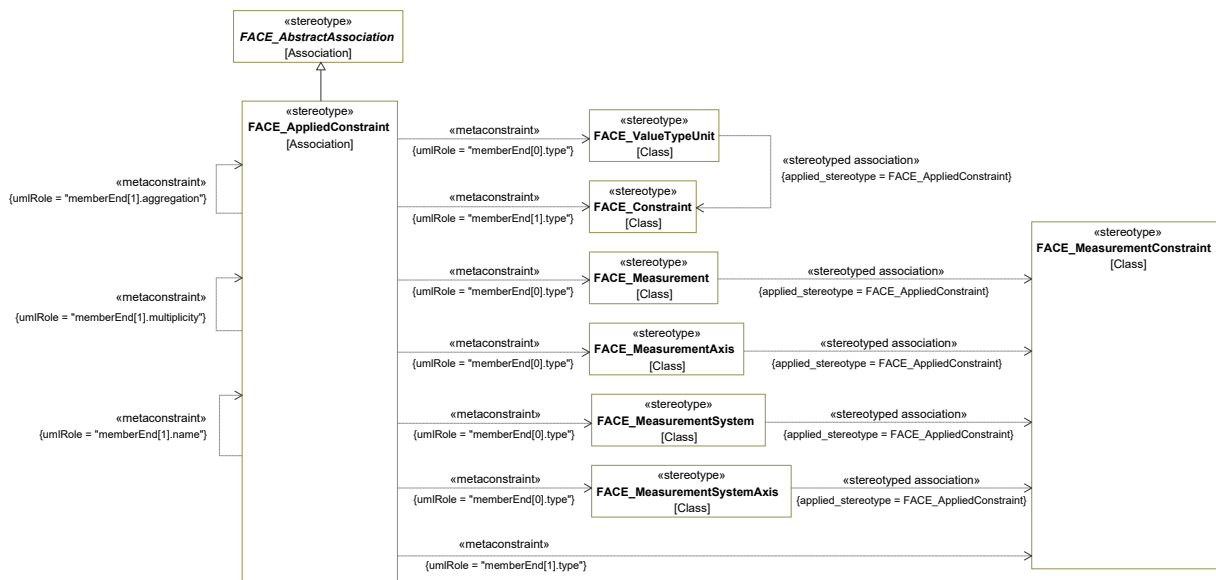 «stereotype»
FACE_AbstractAssociation
[Association]
«stereotype»
FACE_AppliedConstraint
[Association]
«metaconstraint»
{umlRole = "memberEnd[1].aggregation"}
«metaconstraint»
{umlRole = "memberEnd[1].multiplicity"}
«metaconstraint»
{umlRole = "memberEnd[1].name"}
«metaconstraint»
{umlRole = "memberEnd[0].type"}
«stereotype»
FACE_ValueTypeUnit
[Class]
«stereotyped association»
{applied_stereotype = FACE_AppliedConstraint}
«metaconstraint»
{umlRole = "memberEnd[1].type"}
«stereotype»
FACE_Constraint
[Class]
«metaconstraint»
{umlRole = "memberEnd[0].type"}
«stereotype»
FACE_Measurement
[Class]
«stereotyped association»
{applied_stereotype = FACE_AppliedConstraint}
«stereotype»
FACE_MeasurementConstraint
[Class]
«metaconstraint»
{umlRole = "memberEnd[0].type"}
«stereotype»
FACE_MeasurementAxis
[Class]
«stereotyped association»
{applied_stereotype = FACE_AppliedConstraint}
«metaconstraint»
{umlRole = "memberEnd[0].type"}
«stereotype»
FACE_MeasurementSystem
[Class]
«stereotyped association»
{applied_stereotype = FACE_AppliedConstraint}
«metaconstraint»
{umlRole = "memberEnd[0].type"}
«stereotype»
FACE_MeasurementSystemAxis
[Class]
«stereotyped association»
{applied_stereotype = FACE_AppliedConstraint}
«metaconstraint»
{umlRole = "memberEnd[1].type"}